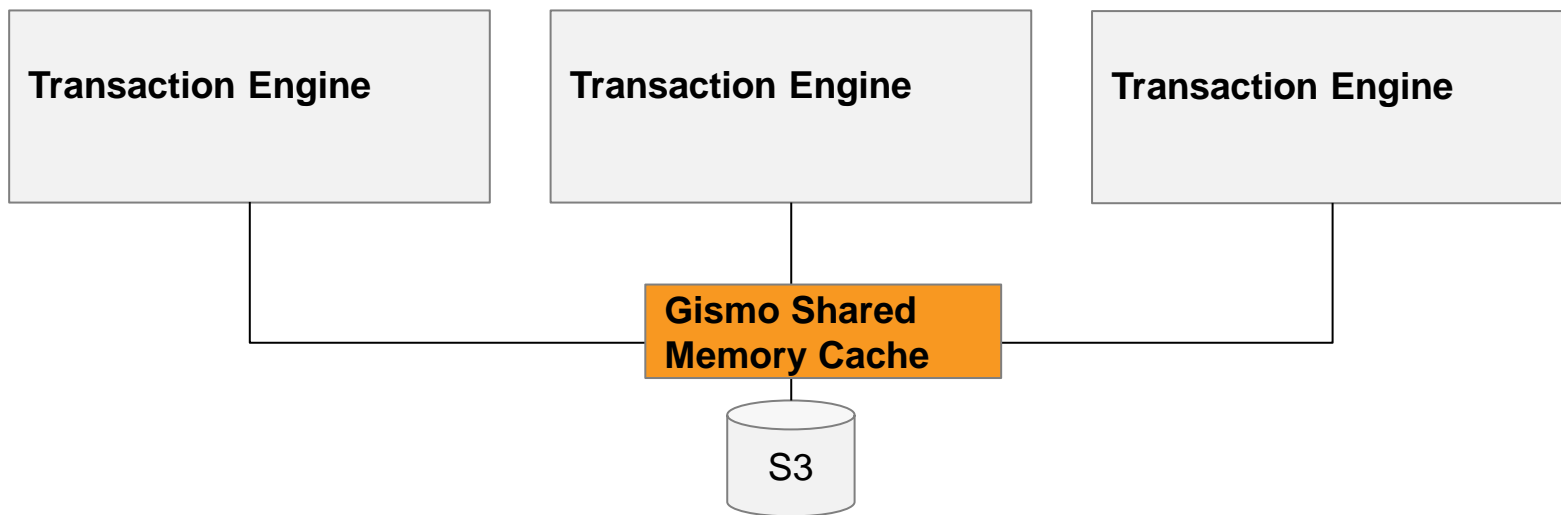 Transaction Engine
Transaction Engine
Transaction Engine
Gismo Shared
Memory Cache
S3